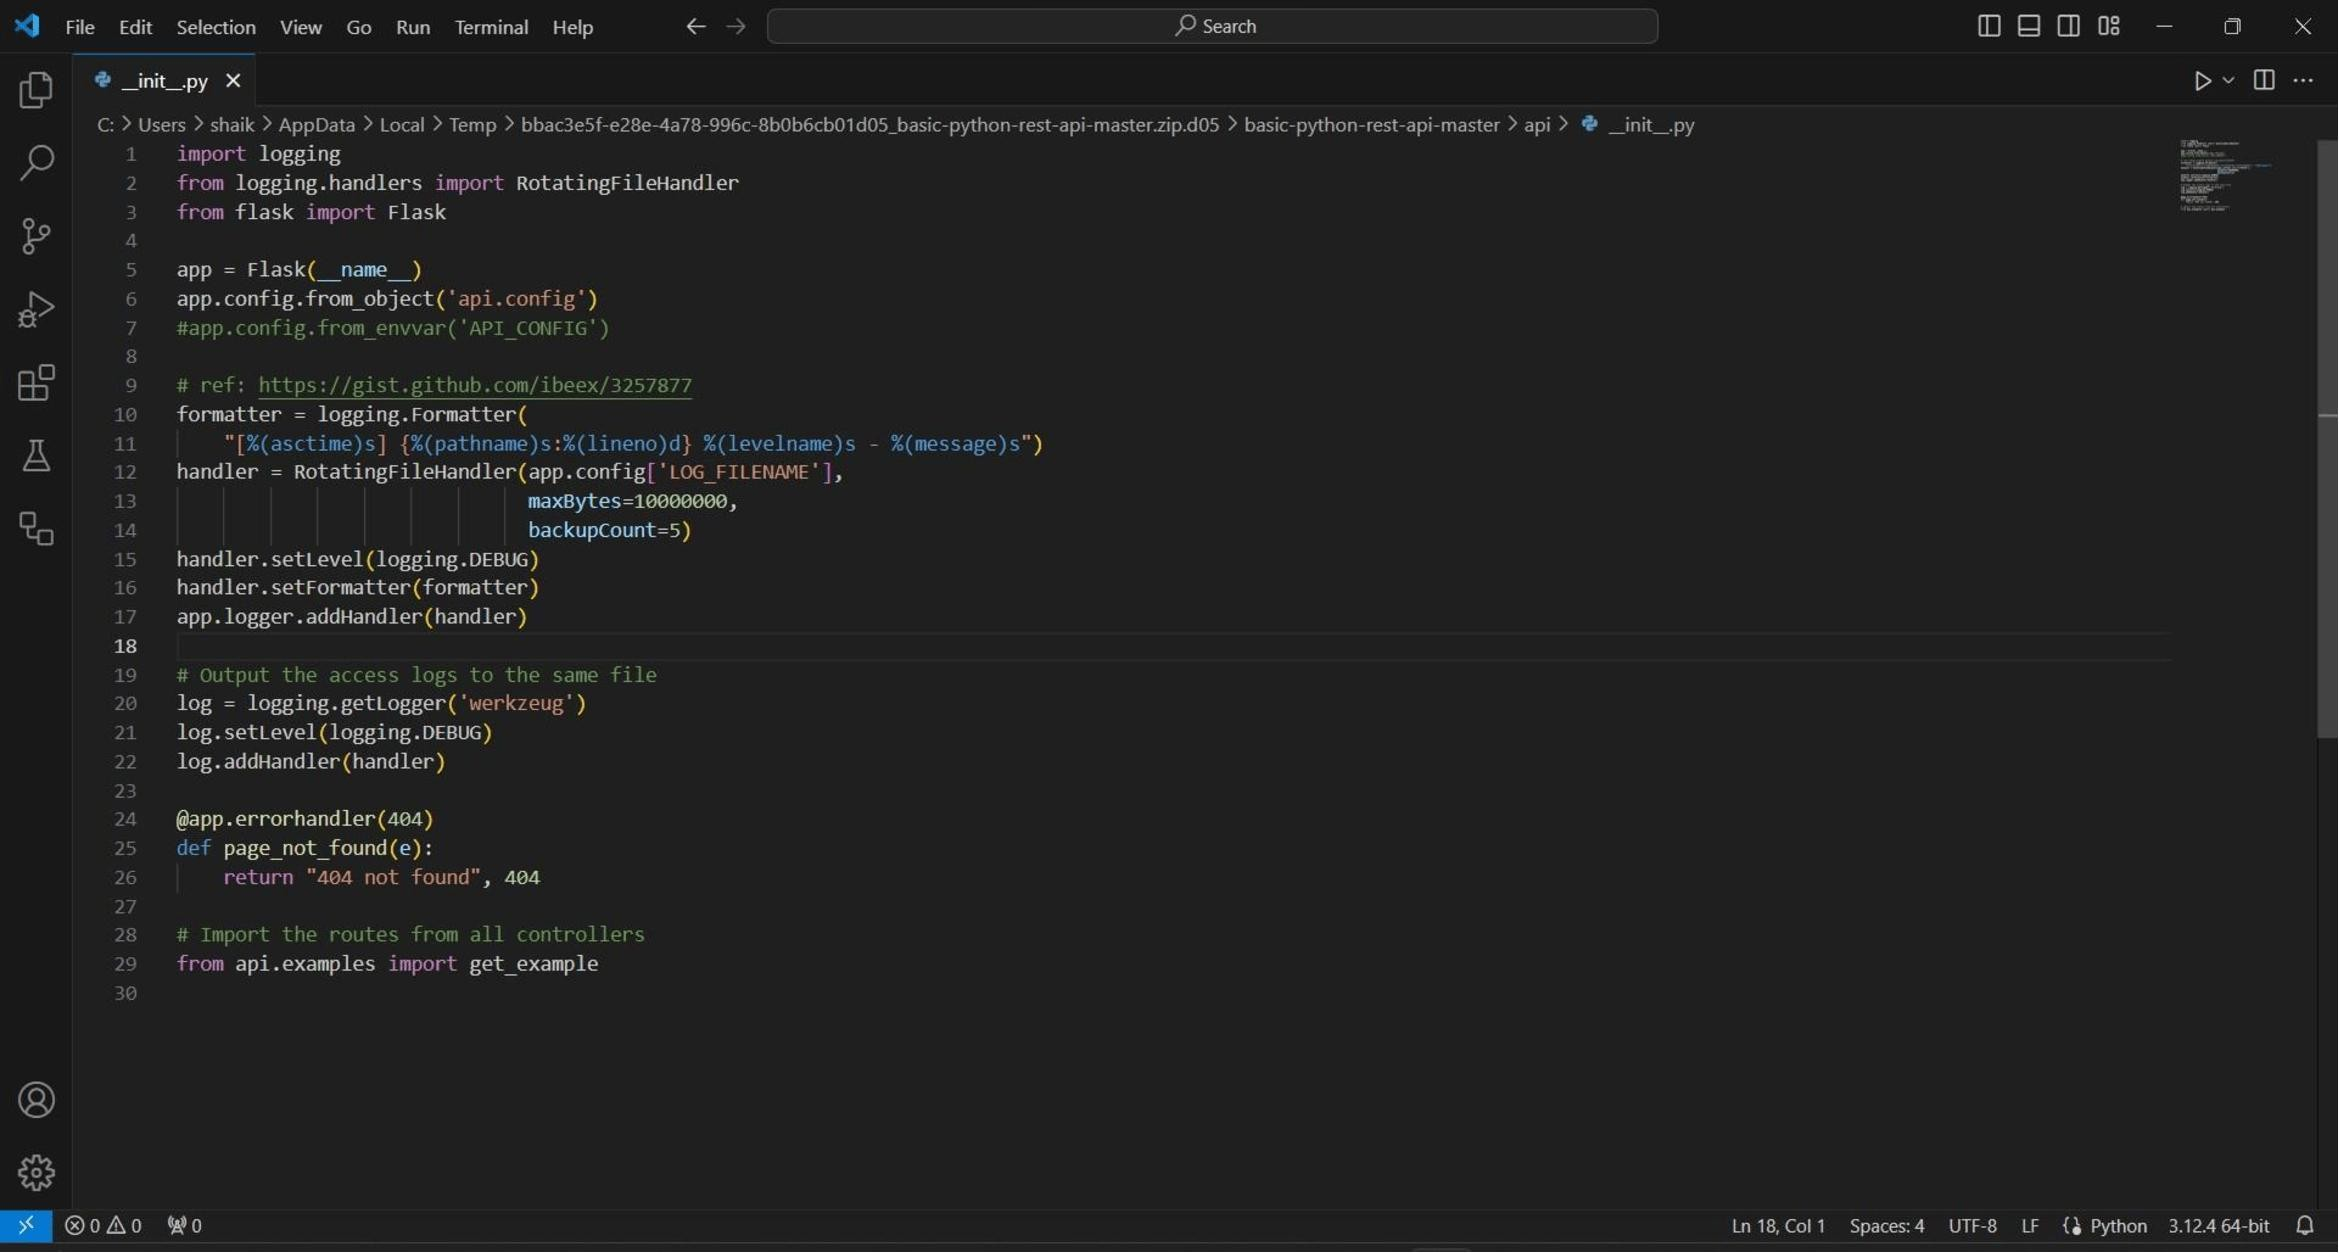 File Edit Selection View Go Run Terminal Help Search
__init__.py
C: > Users > shaik > AppData > Local > Temp > bbac3e5f-e28e-4a78-996c-8b0b6cb01d05_basic-python-rest-api-master.zip.d05 > basic-python-rest-api-master > api > __init__.py
1 import logging
2 from logging.handlers import RotatingFileHandler
3 from flask import Flask
4
5 app = Flask(__name__)
6 app.config.from_object('api.config')
7 #app.config.from_envvar('API_CONFIG')
8
9 # ref: https://gist.github.com/ibeex/3257877
10 formatter = logging.Formatter(
11     "[%(asctime)s] {%(pathname)s:%(lineno)d} %(levelname)s - %(message)s")
12 handler = RotatingFileHandler(app.config['LOG_FILENAME'],
13                               maxBytes=10000000,
14                               backupCount=5)
15 handler.setLevel(logging.DEBUG)
16 handler.setFormatter(formatter)
17 app.logger.addHandler(handler)
18
19 # Output the access logs to the same file
20 log = logging.getLogger('werkzeug')
21 log.setLevel(logging.DEBUG)
22 log.addHandler(handler)
23
24 @app.errorhandler(404)
25 def page_not_found(e):
26     return "404 not found", 404
27
28 # Import the routes from all controllers
29 from api.examples import get_example
30
0 0 0 Ln 18, Col 1 Spaces: 4 UTF-8 LF Python 3.12.4 64-bit